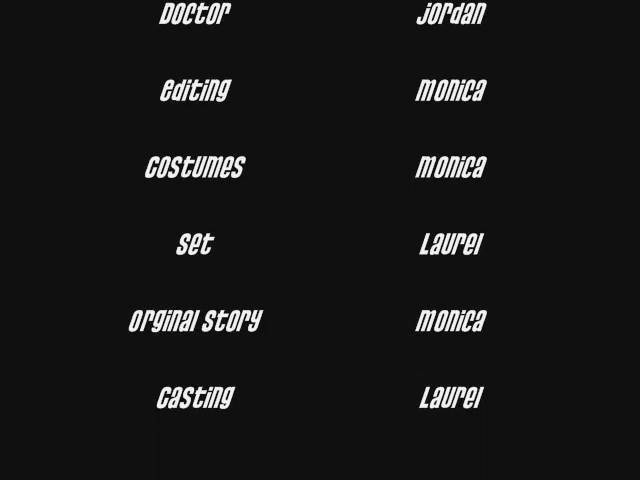 Doctor jordan
editing monica
costumes monica
set Laurel
orginal story monica
casting Laurel